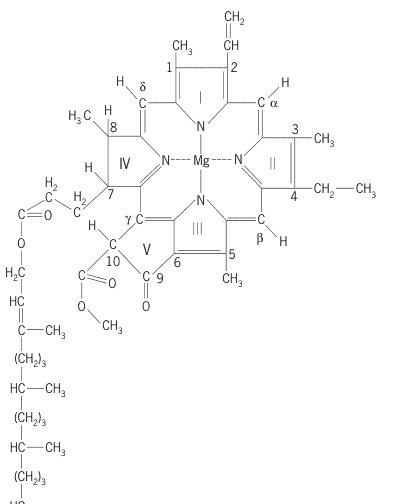 CH₂
CH₃ CH
1 2
H δ H
C I C α
H₃C H N 3
8 CH₃
IV N Mg N II
H
H₂ 7 4 CH₂ CH₃
C H₂ N
C O C γ C III C β
O H H
C V
10 6 5
H₂C C C 9
O CH₃
HC O O
CH₃
C CH₃
(CH₂)₃
HC CH₃
(CH₂)₃
HC CH₃
(CH₂)₃